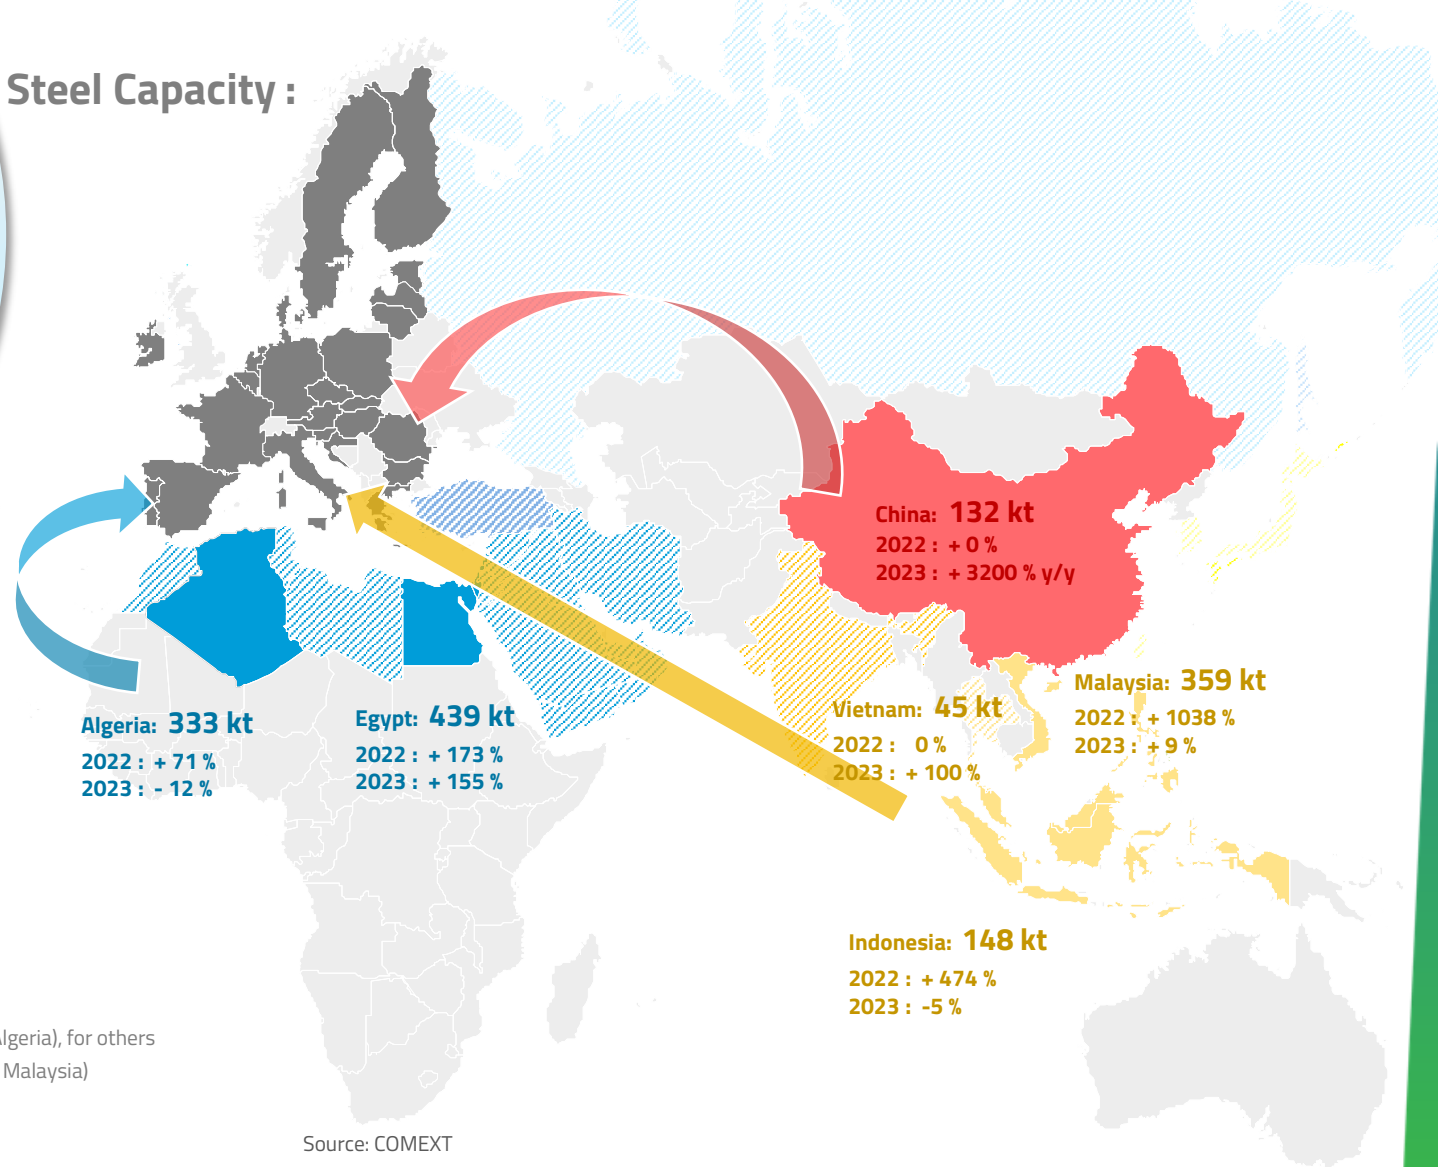 Steel Capacity :
China: 132 kt
2022 : + 0 %
2023 : + 3200 % y/y
Malaysia: 359 kt
2022 : + 1038 %
2023 : + 9 %
Vietnam: 45 kt
2022 : 0 %
2023 : + 100 %
Algeria: 333 kt
2022 : + 71 %
2023 : - 12 %
Egypt: 439 kt
2022 : + 173 %
2023 : + 155 %
Indonesia: 148 kt
2022 : + 474 %
2023 : -5 %
Algeria), for others
Malaysia)
Source: COMEXT